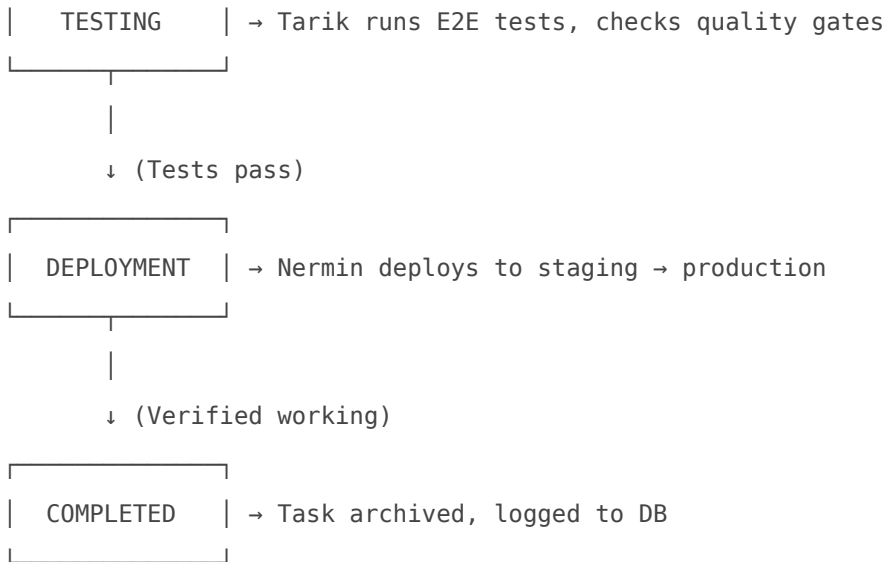 TESTING → Tarik runs E2E tests, checks quality gates
↓ (Tests pass)
DEPLOYMENT → Nermin deploys to staging → production
↓ (Verified working)
COMPLETED → Task archived, logged to DB